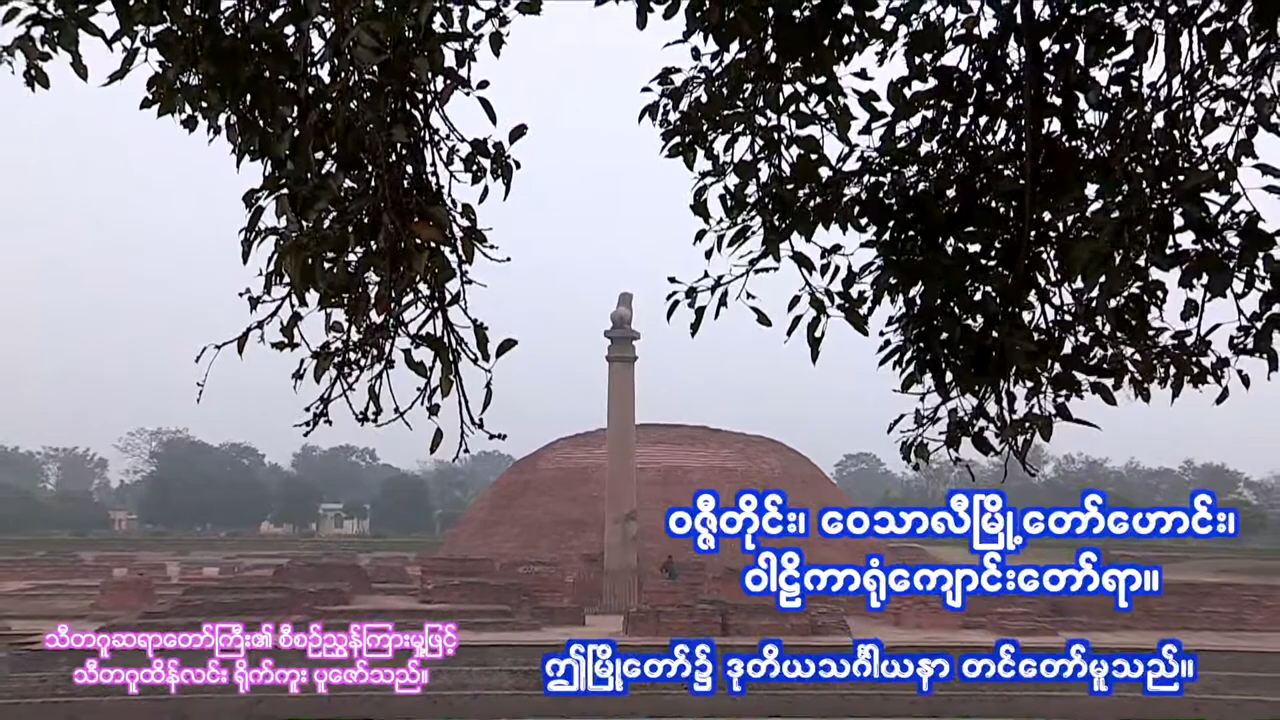 ဝဇ္ဇီတိုင်း၊ ဝေသာလီမြို့တော်ဟောင်း၊
ဝါဠိကာရုံကျောင်းတော်ရာ။
ဤမြို့တော်၌ ဒုတိယသင်္ဂါယနာ တင်တော်မူသည်။
သီတဂူဆရာတော်ကြီး၏ စီစဉ်ညွှန်ကြားမှုဖြင့်
သီတဂူထိန်လင်း ရိုက်ကူး ပူဇော်သည်။